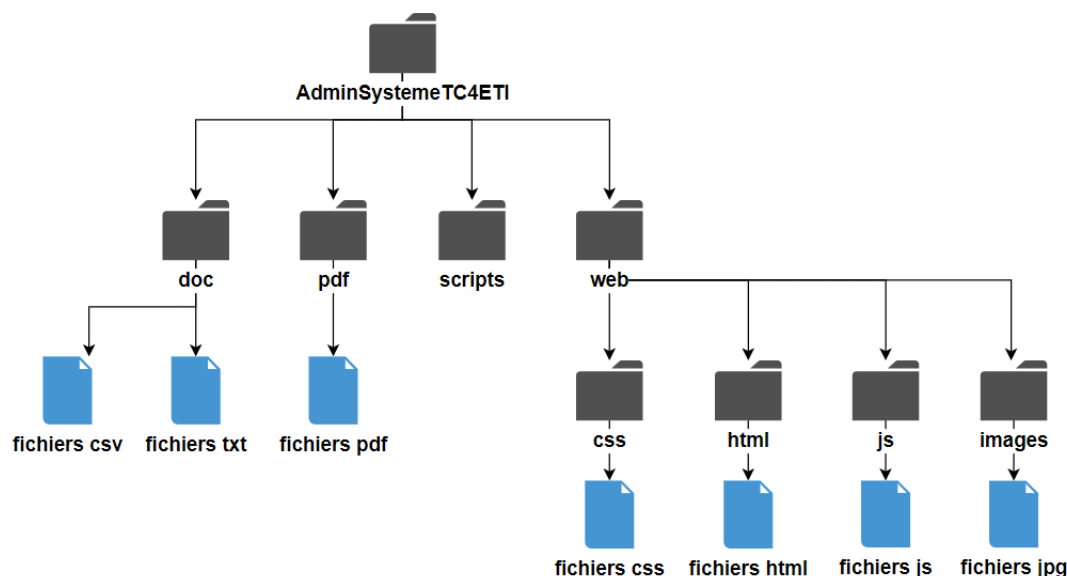 AdminSystemeTC4ETI
doc
pdf
scripts
web
fichiers csv
fichiers txt
fichiers pdf
css
html
js
images
fichiers css
fichiers html
fichiers js
fichiers jpg